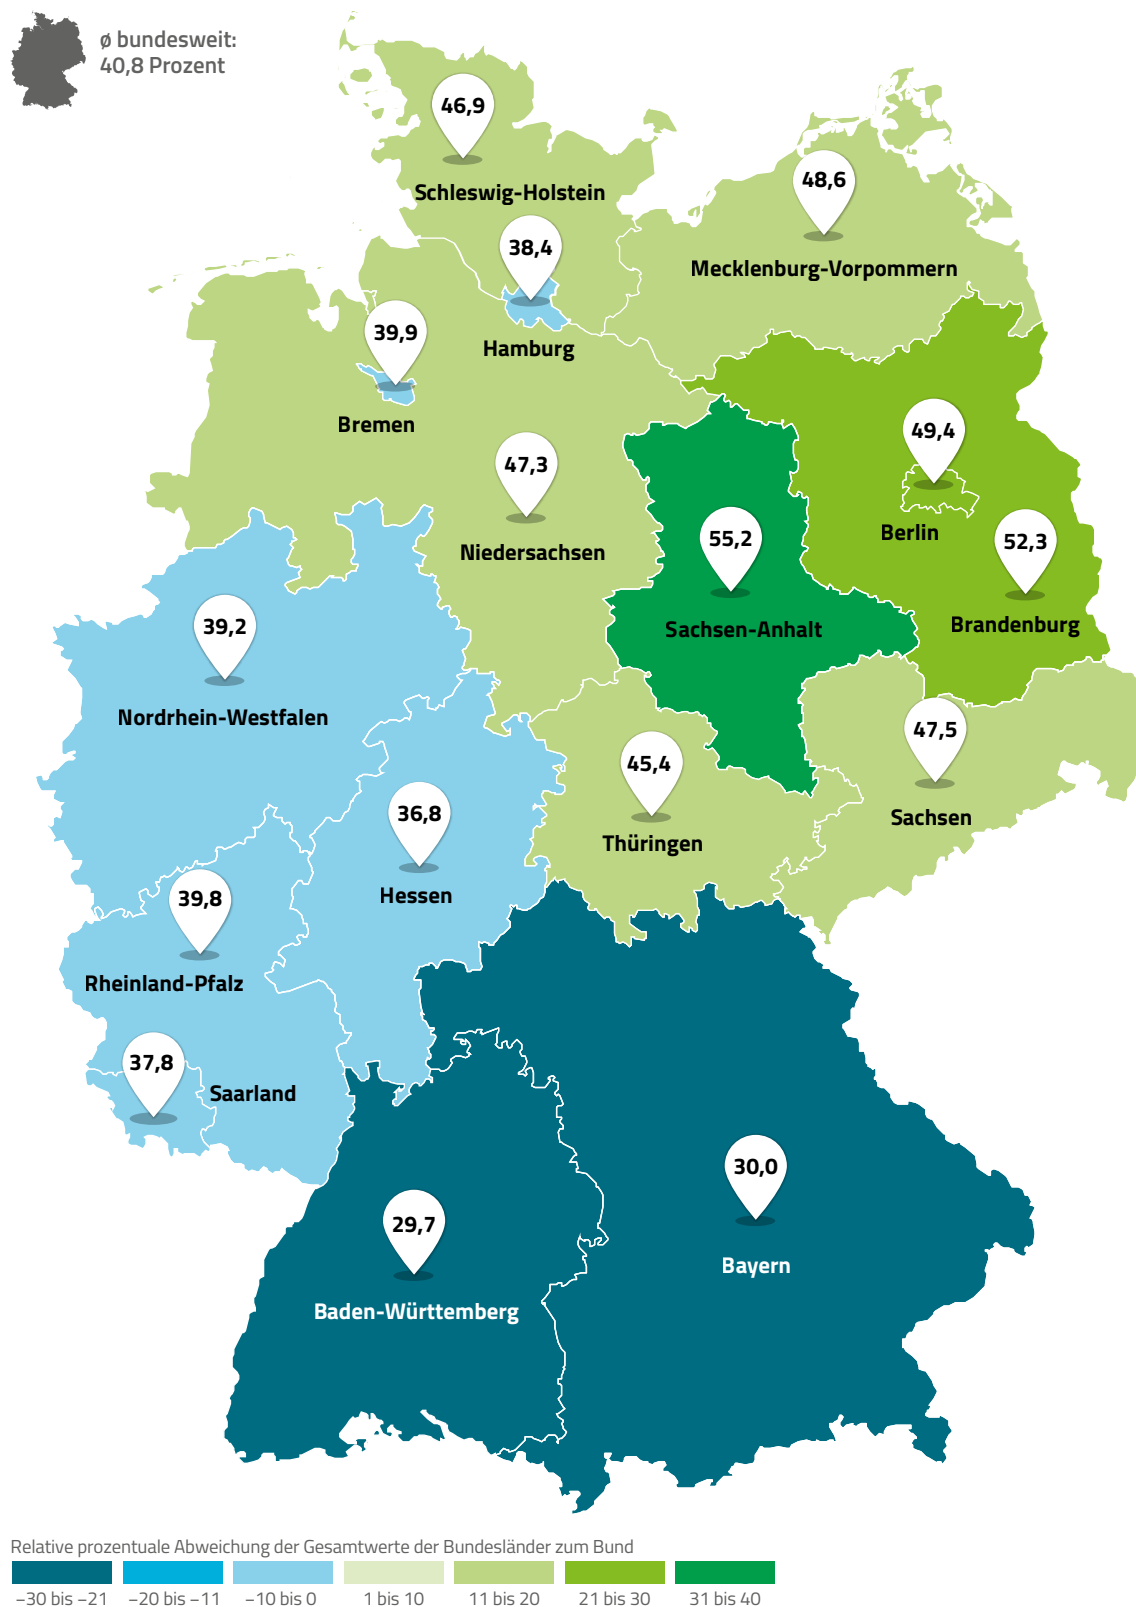 ø bundesweit:
40,8 Prozent
46,9
Schleswig-Holstein
48,6
Mecklenburg-Vorpommern
38,4
Hamburg
39,9
Bremen
49,4
Berlin
47,3
Niedersachsen
55,2
Sachsen-Anhalt
52,3
Brandenburg
39,2
Nordrhein-Westfalen
47,5
Sachsen
45,4
Thüringen
36,8
Hessen
39,8
Rheinland-Pfalz
37,8
Saarland
30,0
Bayern
29,7
Baden-Württemberg
Relative prozentuale Abweichung der Gesamtwerte der Bundesländer zum Bund
−30 bis −21 −20 bis −11 −10 bis 0 1 bis 10 11 bis 20 21 bis 30 31 bis 40